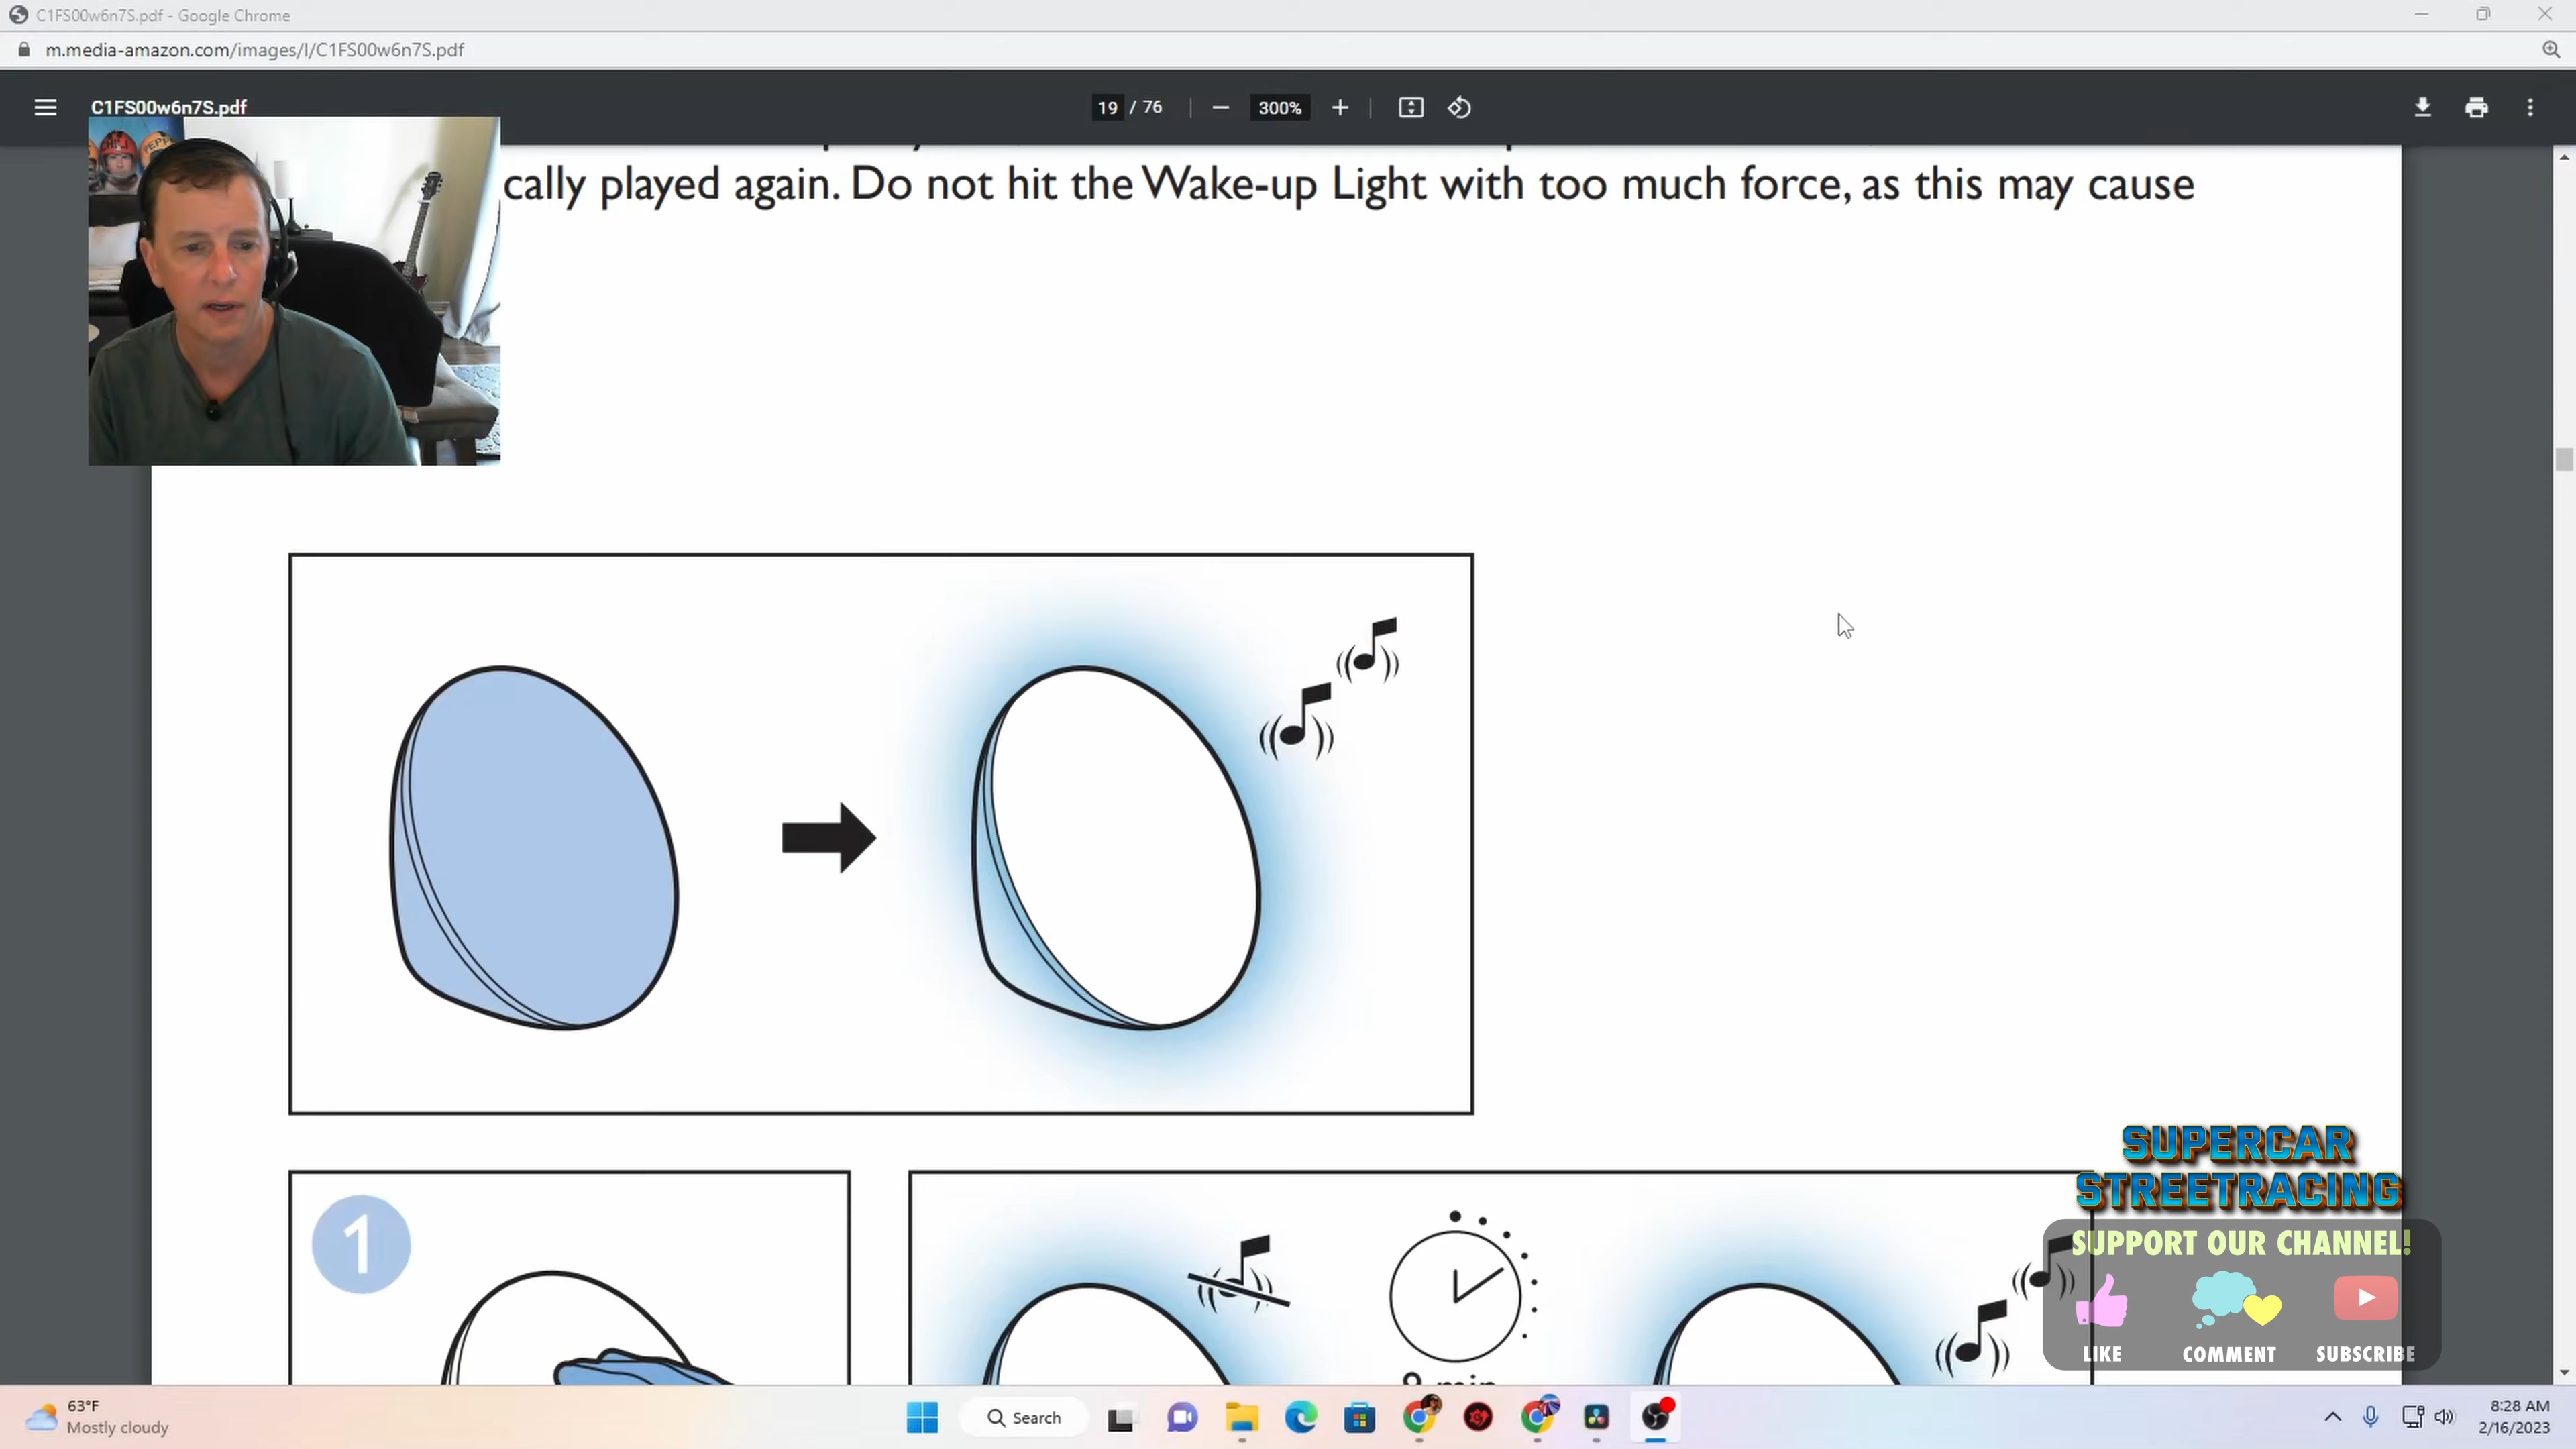 C1FS00w6n7S.pdf - Google Chrome
m.media-amazon.com/images/I/C1FS00w6n7S.pdf
C1FS00w6n7S.pdf
19 / 76
300%
cally played again. Do not hit the Wake-up Light with too much force, as this may cause
1
SUPERCAR
STREETRACING
SUPPORT OUR CHANNEL!
LIKE COMMENT SUBSCRIBE
63°F
Mostly cloudy
Search
8:28 AM
2/16/2023